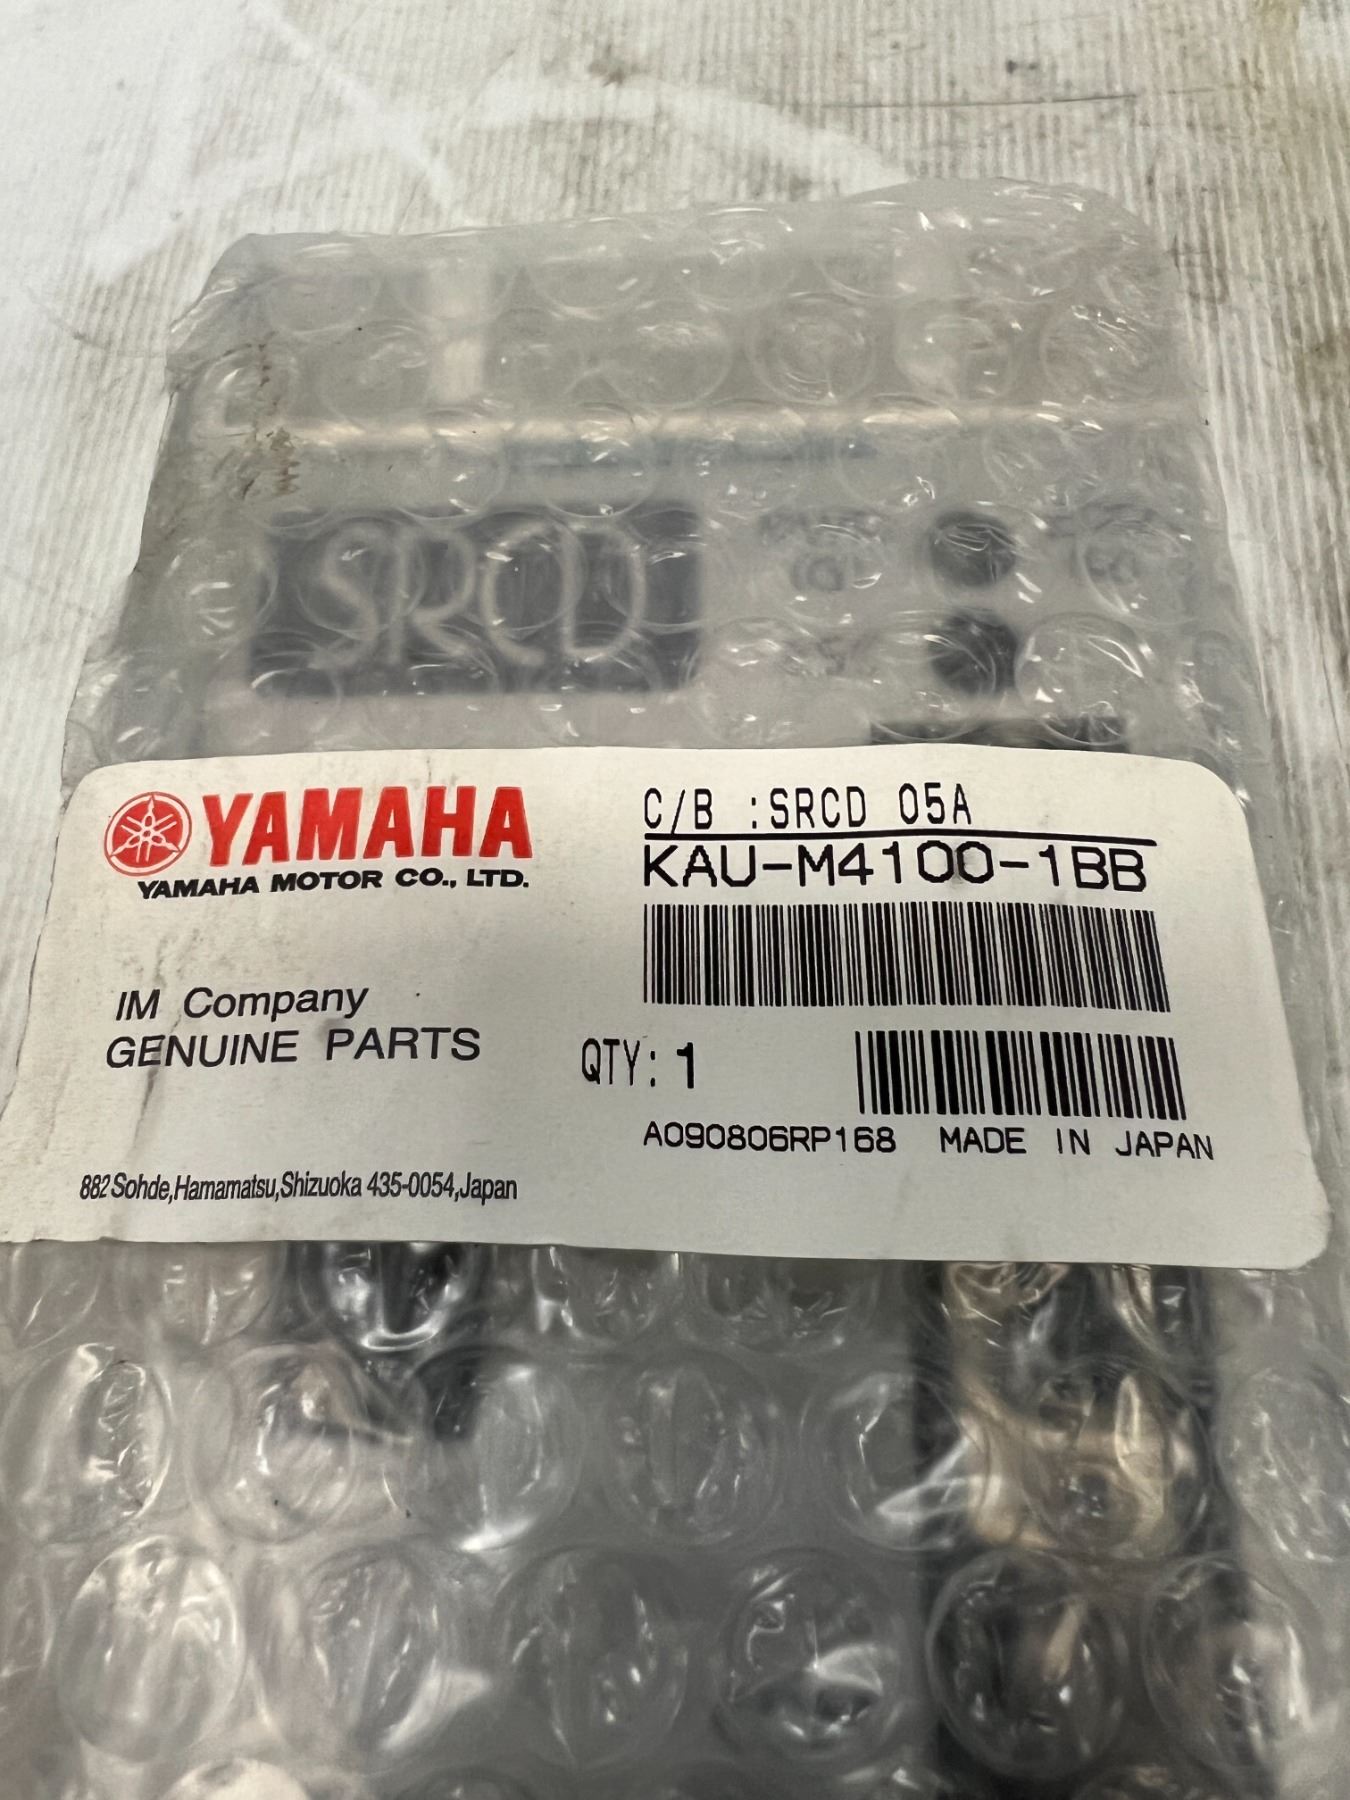 SRCD
YAMAHA
YAMAHA MOTOR CO., LTD.
IM Company
GENUINE PARTS
882 Sohde,Hamamatsu,Shizuoka 435-0054,Japan
C/B :SRCD 05A
KAU-M4100-1BB
QTY: 1
A090806RP168 MADE IN JAPAN